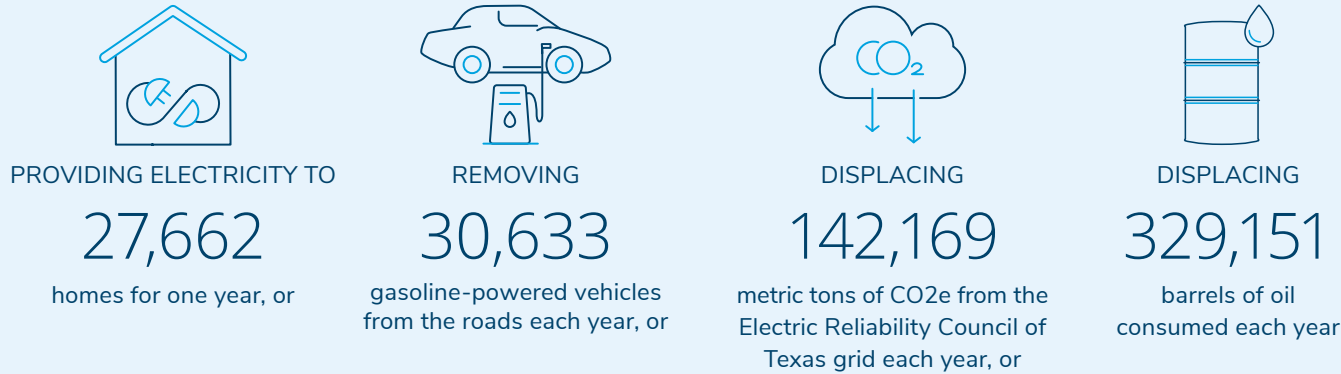 CO2
PROVIDING ELECTRICITY TO
27,662
homes for one year, or
REMOVING
30,633
gasoline-powered vehicles
from the roads each year, or
DISPLACING
142,169
metric tons of CO2e from the
Electric Reliability Council of
Texas grid each year, or
DISPLACING
329,151
barrels of oil
consumed each year